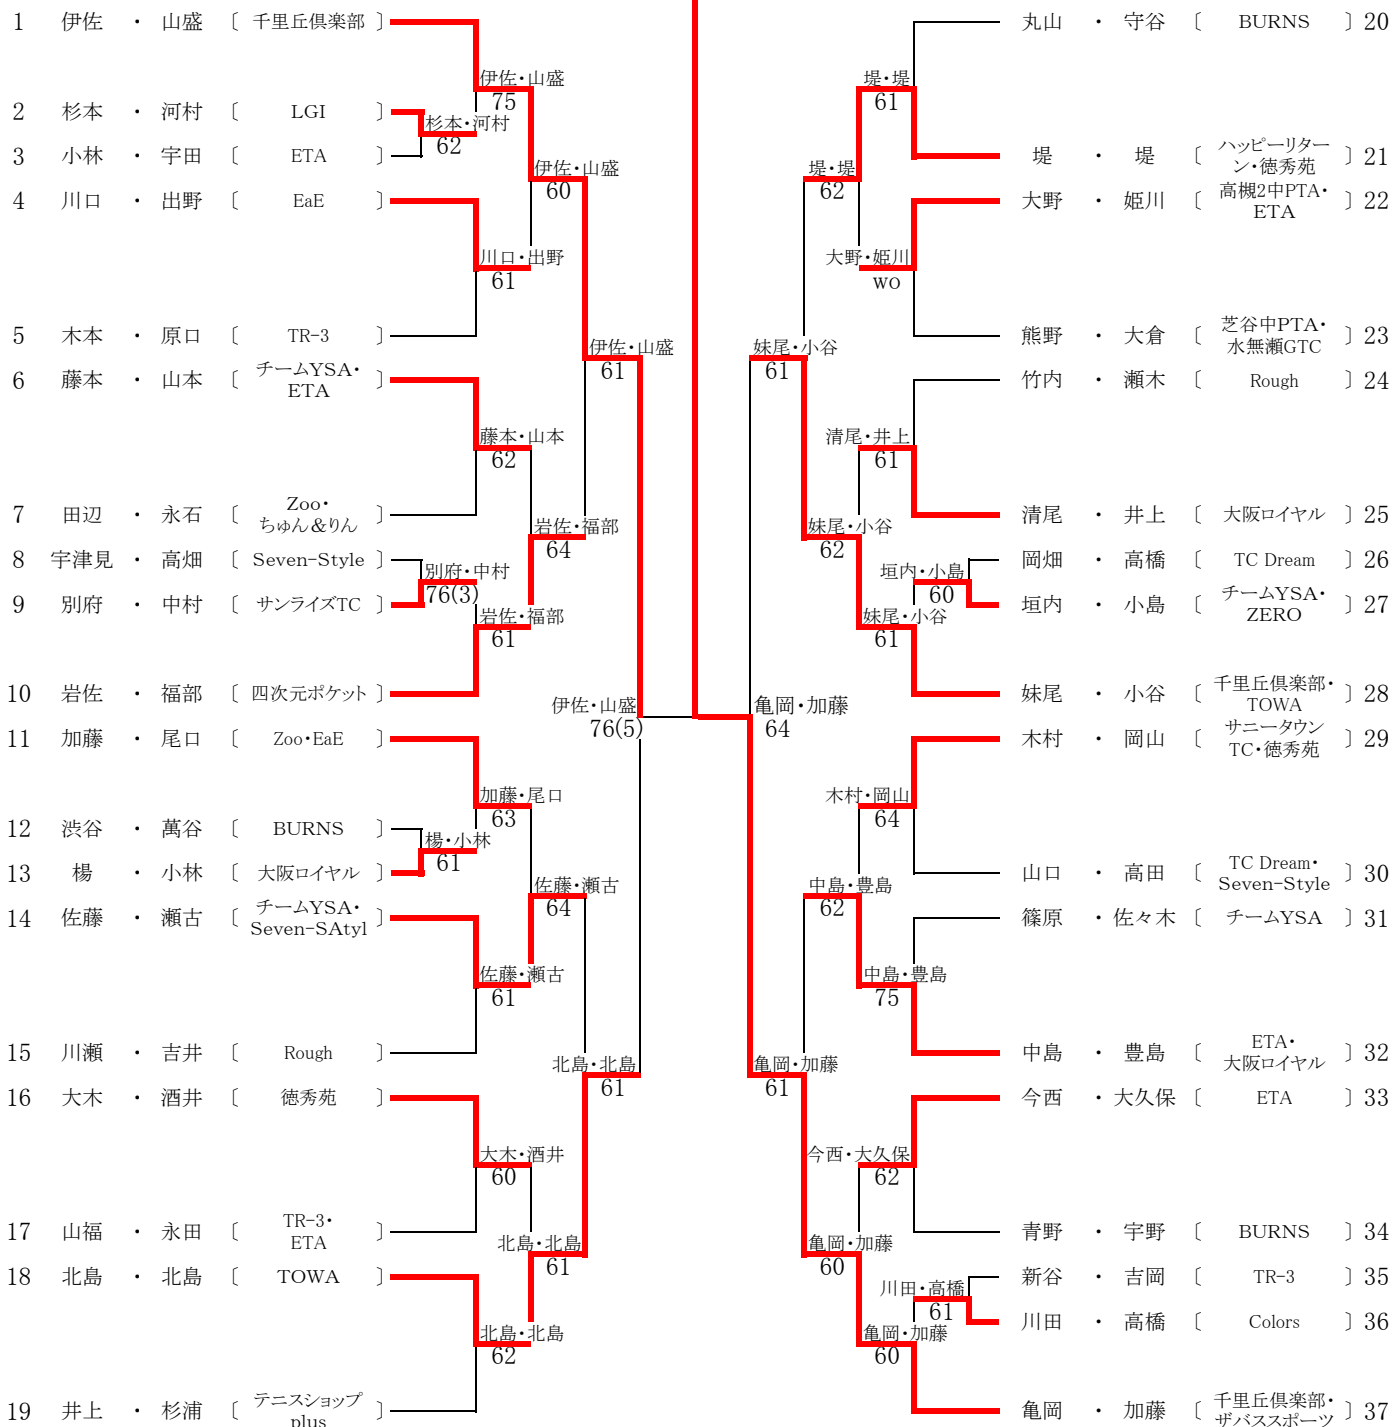 1 伊佐 ・ 山盛 〔 千里丘倶楽部 〕
2 杉本 ・ 河村 〔 LGI 〕
3 小林 ・ 宇田 〔 ETA 〕
4 川口 ・ 出野 〔 EaE 〕
5 木本 ・ 原口 〔 TR-3 〕
6 藤本 ・ 山本 〔 チームYSA・
ETA 〕
7 田辺 ・ 永石 〔 Zoo・
ちゅん&りん 〕
8 宇津見 ・ 高畑 〔 Seven-Style 〕
9 別府 ・ 中村 〔 サンライズTC 〕
10 岩佐 ・ 福部 〔 四次元ポケット 〕
11 加藤 ・ 尾口 〔 Zoo・EaE 〕
12 渋谷 ・ 萬谷 〔 BURNS 〕
13 楊 ・ 小林 〔 大阪ロイヤル 〕
14 佐藤 ・ 瀬古 〔 チームYSA・
Seven-SAtyl 〕
15 川瀬 ・ 吉井 〔 Rough 〕
16 大木 ・ 酒井 〔 徳秀苑 〕
17 山福 ・ 永田 〔 TR-3・
ETA 〕
18 北島 ・ 北島 〔 TOWA 〕
19 井上 ・ 杉浦 〔 テニスショップ
plus 〕
杉本・河村
62
別府・中村
76(3)
楊・小林
61
伊佐・山盛
75
川口・出野
61
藤本・山本
62
岩佐・福部
61
加藤・尾口
63
佐藤・瀬古
61
大木・酒井
60
北島・北島
62
伊佐・山盛
60
岩佐・福部
64
佐藤・瀬古
64
北島・北島
61
伊佐・山盛
61
北島・北島
61
伊佐・山盛
76(5)
亀岡・加藤
64
妹尾・小谷
61
亀岡・加藤
61
堤・堤
62
妹尾・小谷
62
中島・豊島
62
亀岡・加藤
60
堤・堤
61
大野・姫川
wo
清尾・井上
61
妹尾・小谷
61
木村・岡山
64
中島・豊島
75
今西・大久保
62
亀岡・加藤
60
垣内・小島
60
川田・高橋
61
丸山 ・ 守谷 〔 BURNS 〕 20
堤 ・ 堤 〔 ハッピーリター
ン・徳秀苑 〕 21
大野 ・ 姫川 〔 高槻2中PTA・
ETA 〕 22
熊野 ・ 大倉 〔 芝谷中PTA・
水無瀬GTC 〕 23
竹内 ・ 瀬木 〔 Rough 〕 24
清尾 ・ 井上 〔 大阪ロイヤル 〕 25
岡畑 ・ 高橋 〔 TC Dream 〕 26
垣内 ・ 小島 〔 チームYSA・
ZERO 〕 27
妹尾 ・ 小谷 〔 千里丘倶楽部・
TOWA 〕 28
木村 ・ 岡山 〔 サニータウン
TC・徳秀苑 〕 29
山口 ・ 高田 〔 TC Dream・
Seven-Style 〕 30
篠原 ・ 佐々木 〔 チームYSA 〕 31
中島 ・ 豊島 〔 ETA・
大阪ロイヤル 〕 32
今西 ・ 大久保 〔 ETA 〕 33
青野 ・ 宇野 〔 BURNS 〕 34
新谷 ・ 吉岡 〔 TR-3 〕 35
川田 ・ 高橋 〔 Colors 〕 36
亀岡 ・ 加藤 〔 千里丘倶楽部・
ザバススポーツ 〕 37